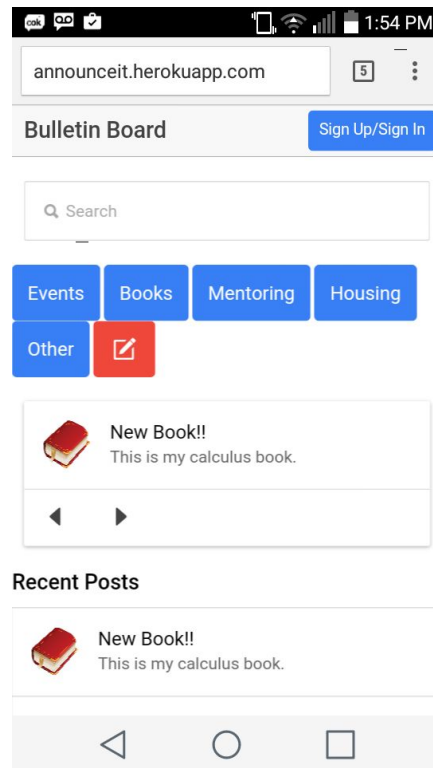 cok 1:54 PM
announceit.herokuapp.com 5
Bulletin Board Sign Up/Sign In
Search
Events Books Mentoring Housing
Other
New Book!!
This is my calculus book.
Recent Posts
New Book!!
This is my calculus book.